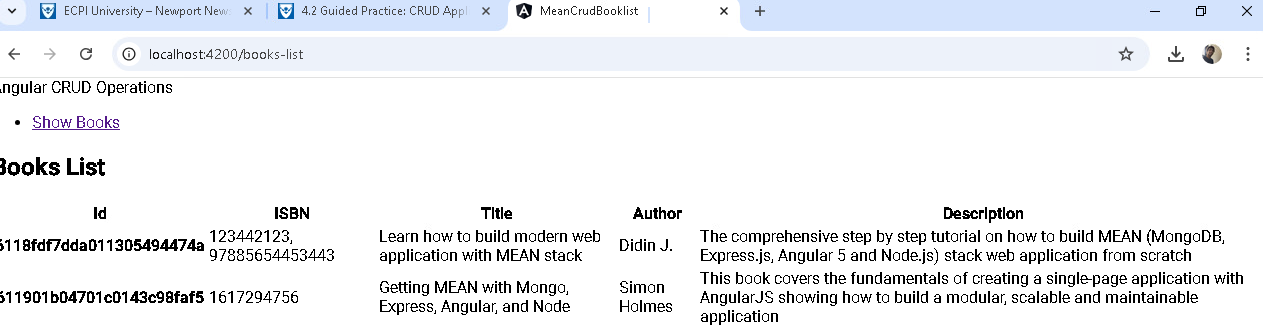 ECPI University – Newport New
4.2 Guided Practice: CRUD Appl
MeanCrudBooklist
localhost:4200/books-list
Angular CRUD Operations
Show Books
Books List
Id ISBN Title Author Description
6118fdf7dda011305494474a 123442123, 97885654453443 Learn how to build modern web application with MEAN stack Didin J. The comprehensive step by step tutorial on how to build MEAN (MongoDB, Express.js, Angular 5 and Node.js) stack web application from scratch
611901b04701c0143c98faf5 1617294756 Getting MEAN with Mongo, Express, Angular, and Node Simon Holmes This book covers the fundamentals of creating a single-page application with AngularJS showing how to build a modular, scalable and maintainable application